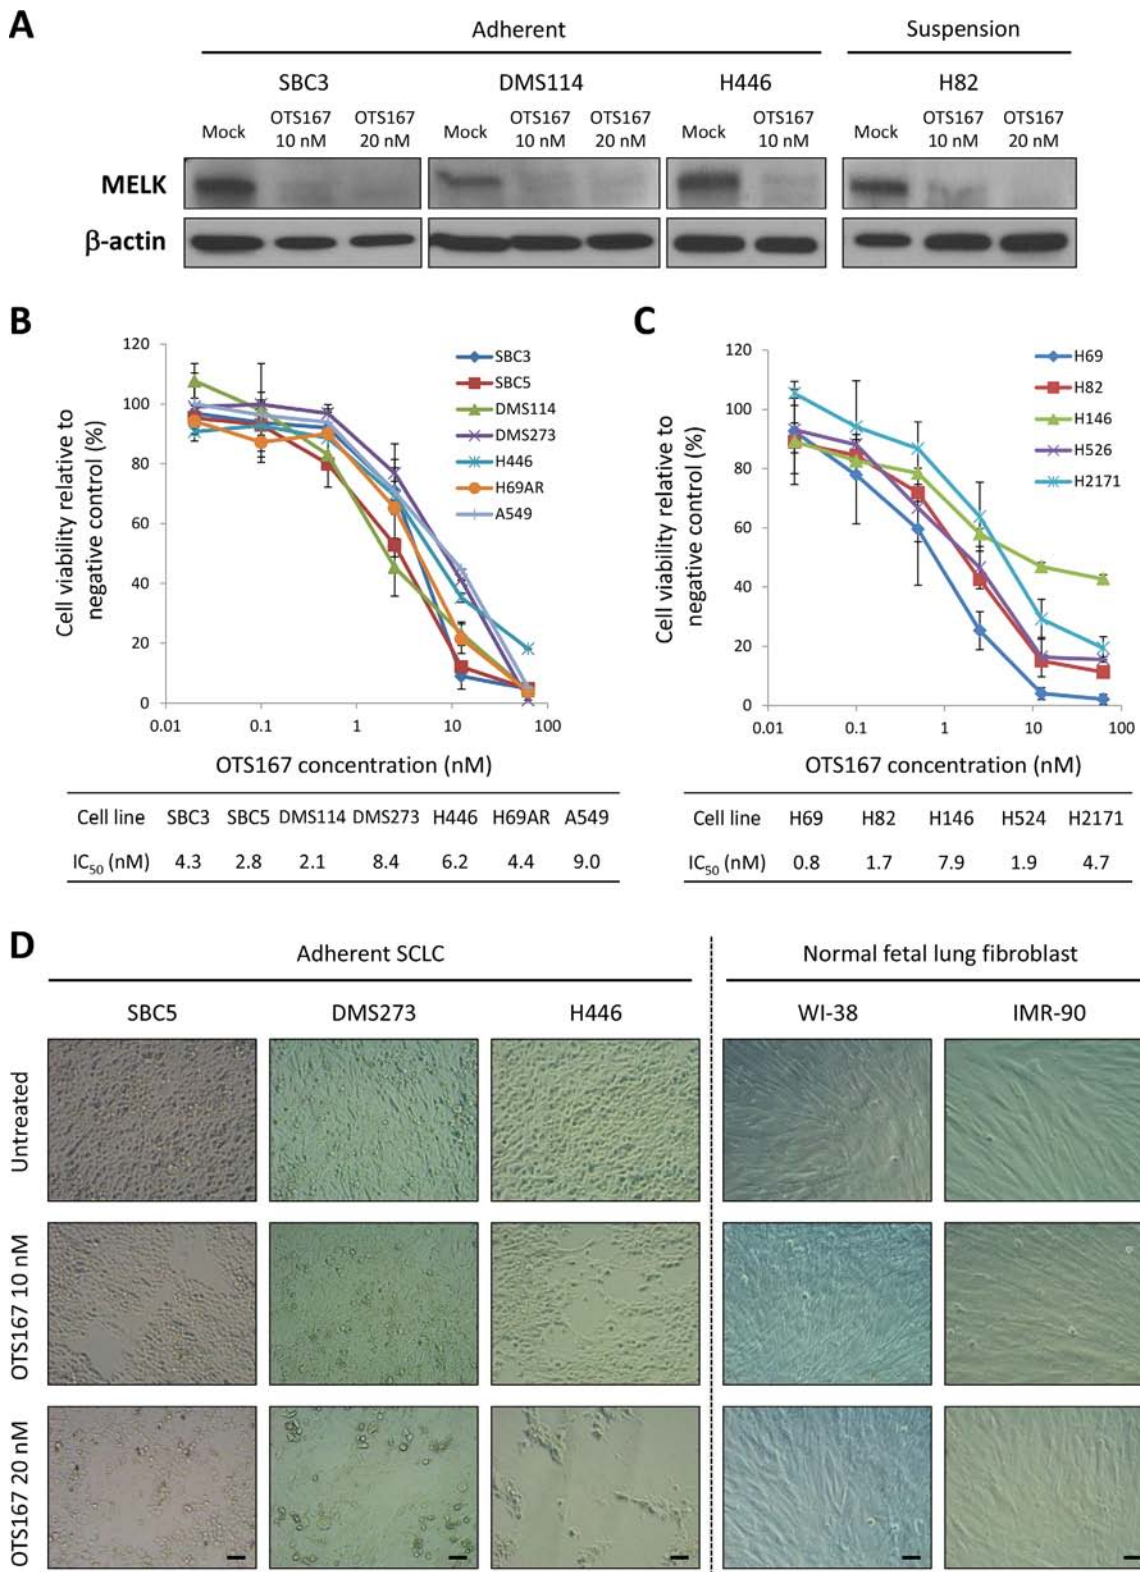 A
Adherent
Suspension
SBC3
DMS114
H446
H82
Mock
OTS167
10 nM
OTS167
20 nM
Mock
OTS167
10 nM
OTS167
20 nM
Mock
OTS167
10 nM
Mock
OTS167
10 nM
OTS167
20 nM
MELK
β-actin
B
Cell viability relative to
negative control (%)
120
100
80
60
40
20
0
0.01
0.1
1
10
100
SBC3
SBC5
DMS114
DMS273
H446
H69AR
A549
OTS167 concentration (nM)
Cell line SBC3 SBC5 DMS114 DMS273 H446 H69AR A549
IC50 (nM) 4.3 2.8 2.1 8.4 6.2 4.4 9.0
C
Cell viability relative to
negative control (%)
120
100
80
60
40
20
0
0.01
0.1
1
10
100
H69
H82
H146
H526
H2171
OTS167 concentration (nM)
Cell line H69 H82 H146 H524 H2171
IC50 (nM) 0.8 1.7 7.9 1.9 4.7
D
Adherent SCLC
Normal fetal lung fibroblast
SBC5
DMS273
H446
WI-38
IMR-90
Untreated
OTS167 10 nM
OTS167 20 nM